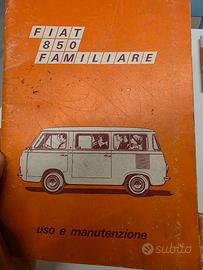 FIAT
850
FAMILIARE
uso e manutenzione
subito